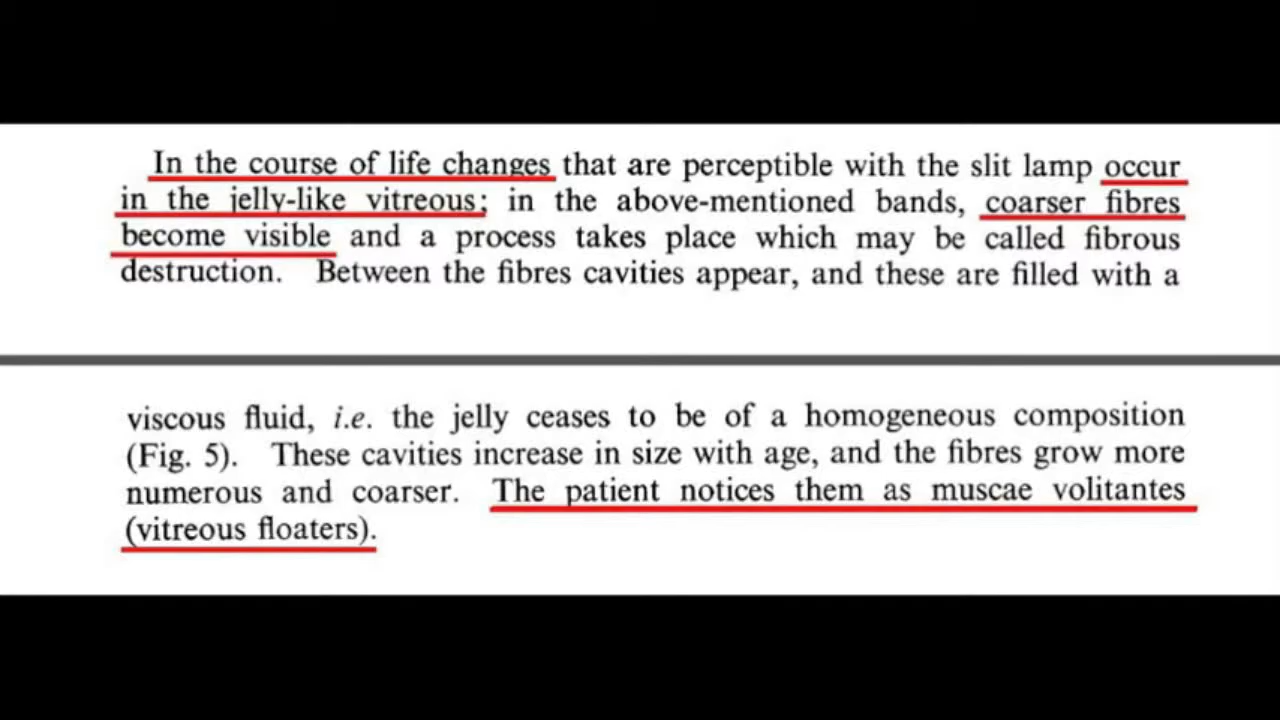 In the course of life changes that are perceptible with the slit lamp occur
in the jelly-like vitreous; in the above-mentioned bands, coarser fibres
become visible and a process takes place which may be called fibrous
destruction. Between the fibres cavities appear, and these are filled with a
viscous fluid, i.e. the jelly ceases to be of a homogeneous composition
(Fig. 5). These cavities increase in size with age, and the fibres grow more
numerous and coarser. The patient notices them as muscae volitantes
(vitreous floaters).